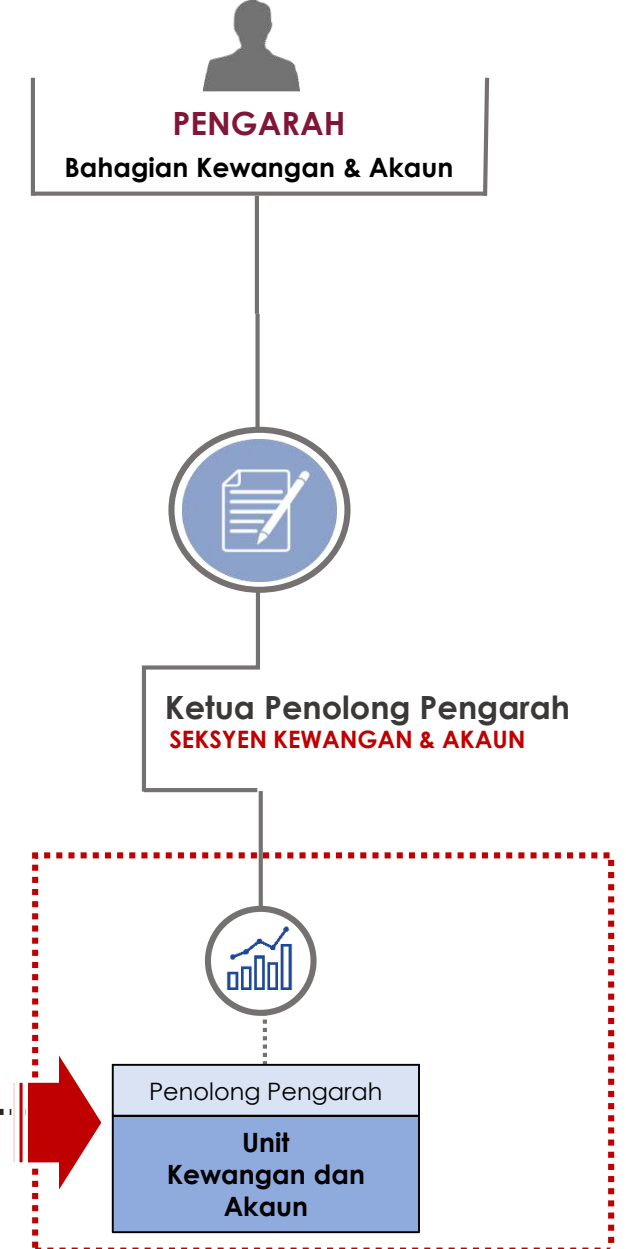 PENGARAH
Bahagian Kewangan & Akaun
Ketua Penolong Pengarah
SEKSYEN KEWANGAN & AKAUN
Penolong Pengarah
Unit
Kewangan dan
Akaun